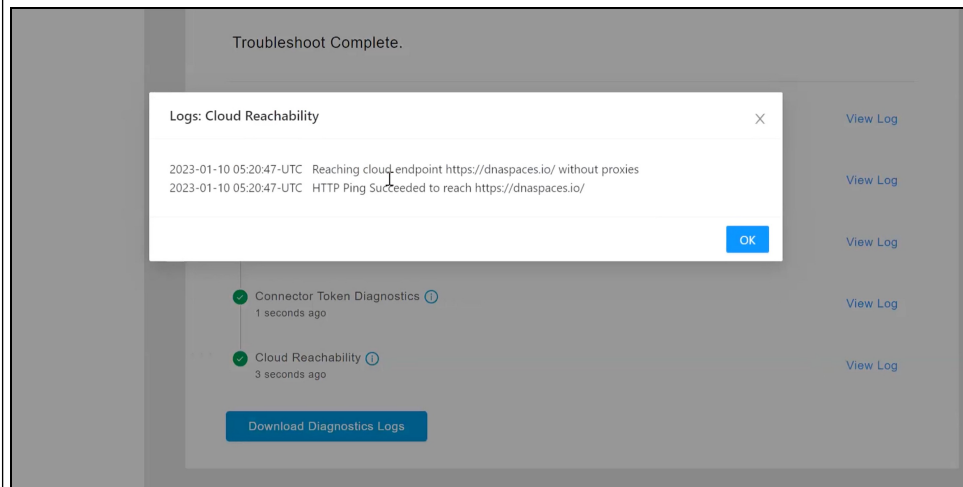 Troubleshoot Complete.
Logs: Cloud Reachability
View Log
2023-01-10 05:20:47-UTC Reaching cloud endpoint https://dnaspaces.io/ without proxies
2023-01-10 05:20:47-UTC HTTP Ping Succeeded to reach https://dnaspaces.io/
View Log
OK
View Log
Connector Token Diagnostics
1 seconds ago
View Log
Cloud Reachability
3 seconds ago
View Log
Download Diagnostics Logs